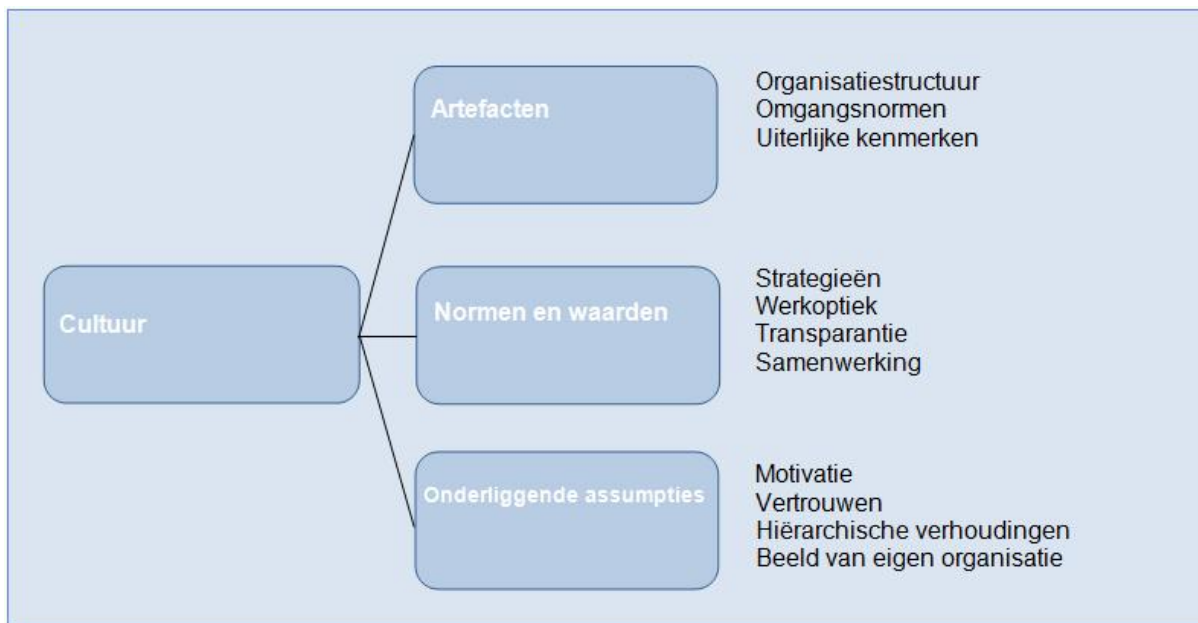 Cultuur
Artefacten
Organisatiestructuur
Omgangsnormen
Uiterlijke kenmerken
Normen en waarden
Strategieën
Werkoptiek
Transparantie
Samenwerking
Onderliggende assumpties
Motivatie
Vertrouwen
Hiërarchische verhoudingen
Beeld van eigen organisatie